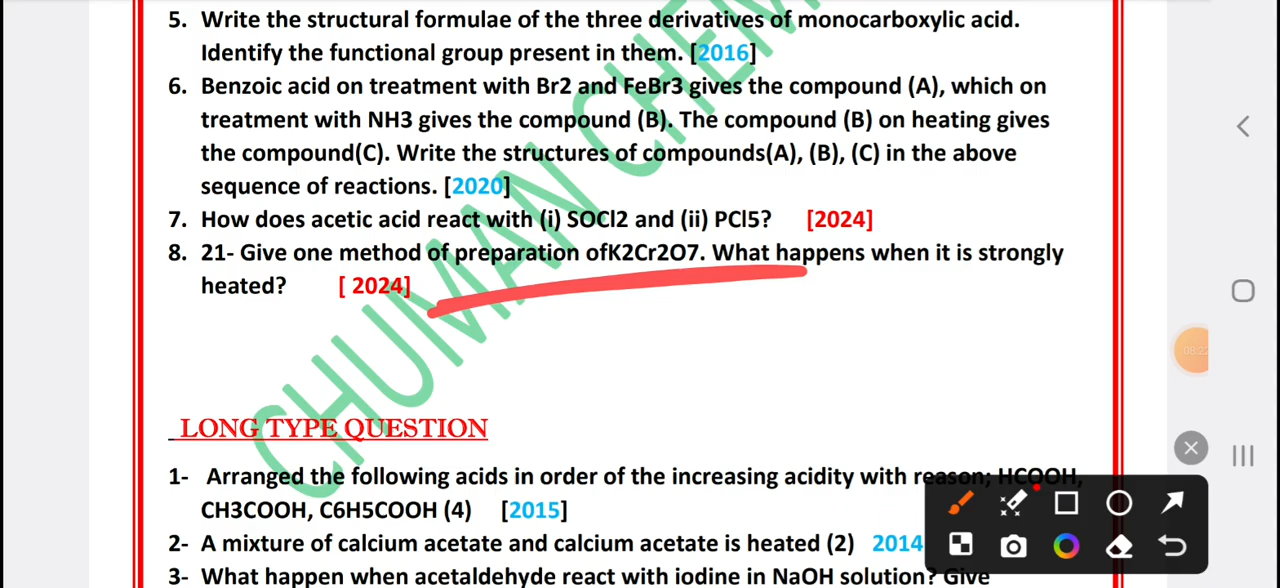 5. Write the structural formulae of the three derivatives of monocarboxylic acid.
Identify the functional group present in them. [2016]
6. Benzoic acid on treatment with Br2 and FeBr3 gives the compound (A), which on
treatment with NH3 gives the compound (B). The compound (B) on heating gives
the compound(C). Write the structures of compounds(A), (B), (C) in the above
sequence of reactions. [2020]
7. How does acetic acid react with (i) SOCl2 and (ii) PCl5? [2024]
8. 21- Give one method of preparation ofK2Cr2O7. What happens when it is strongly
heated? [ 2024]
CHUMAN CHEM
LONG TYPE QUESTION
1- Arranged the following acids in order of the increasing acidity with reason; HCOOH,
CH3COOH, C6H5COOH (4) [2015]
2- A mixture of calcium acetate and calcium acetate is heated (2) 2014
3- What happen when acetaldehyde react with iodine in NaOH solution? Give
08:22